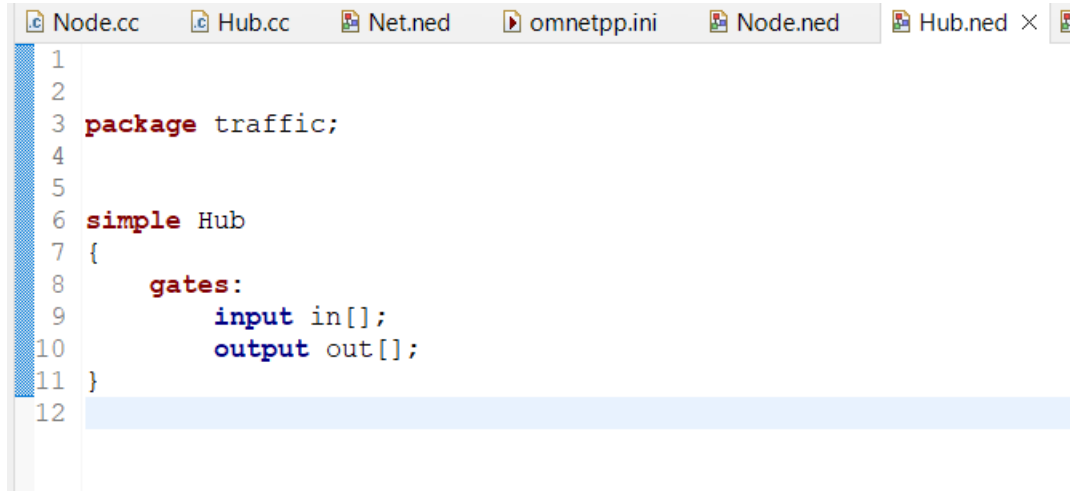 Node.cc Hub.cc Net.ned omnetpp.ini Node.ned Hub.ned
1
2
3 package traffic;
4
5
6 simple Hub
7 {
8     gates:
9         input in[];
10         output out[];
11 }
12